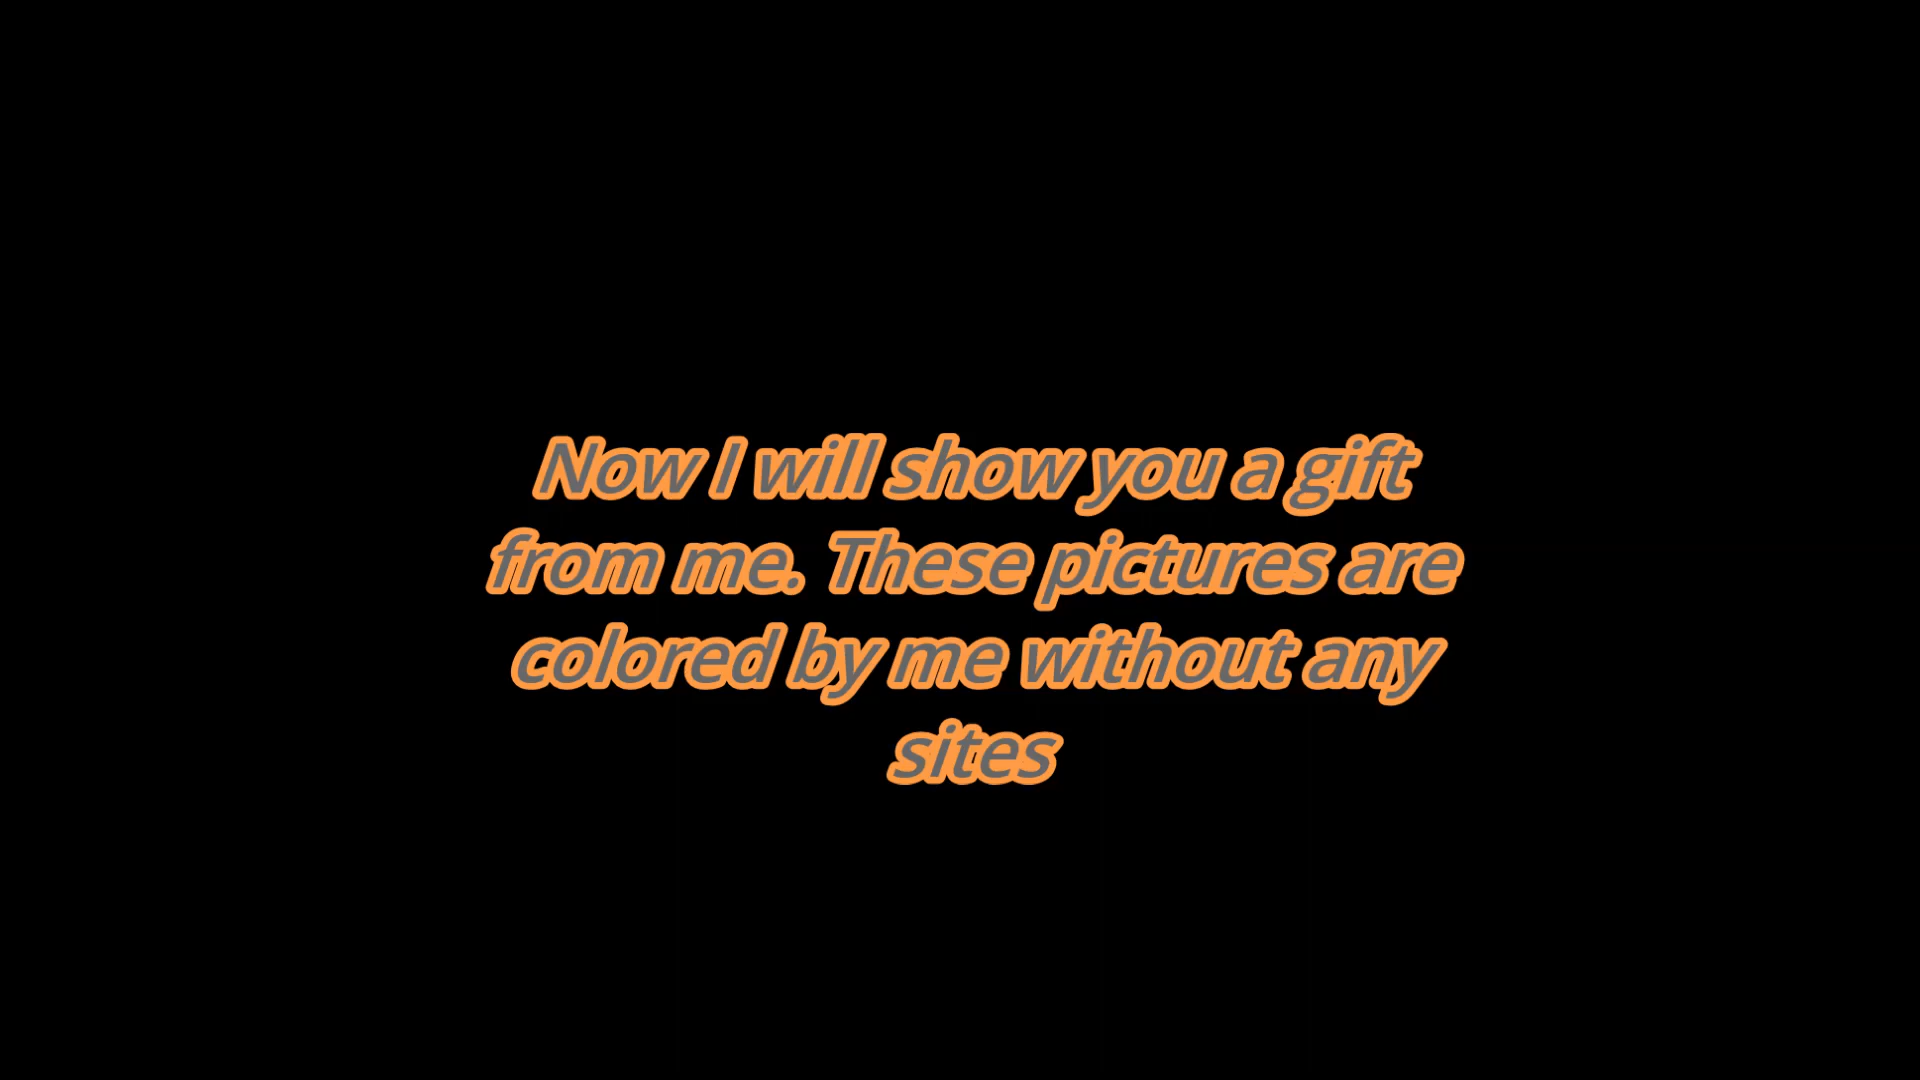 Now I will show you a gift
from me. These pictures are
colored by me without any
sites